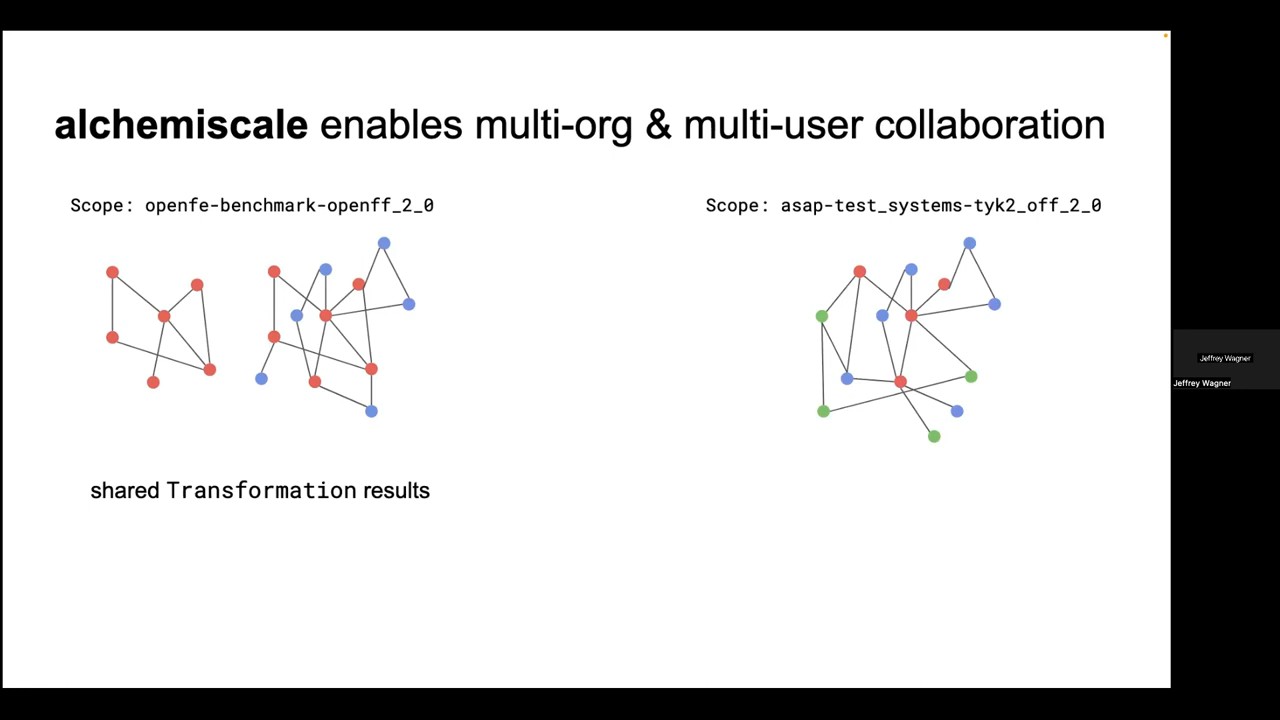 alchemiscale enables multi-org & multi-user collaboration
Scope: openfe-benchmark-openff_2_0
Scope: asap-test_systems-tyk2_off_2_0
shared Transformation results
Jeffrey Wagner
Jeffrey Wagner